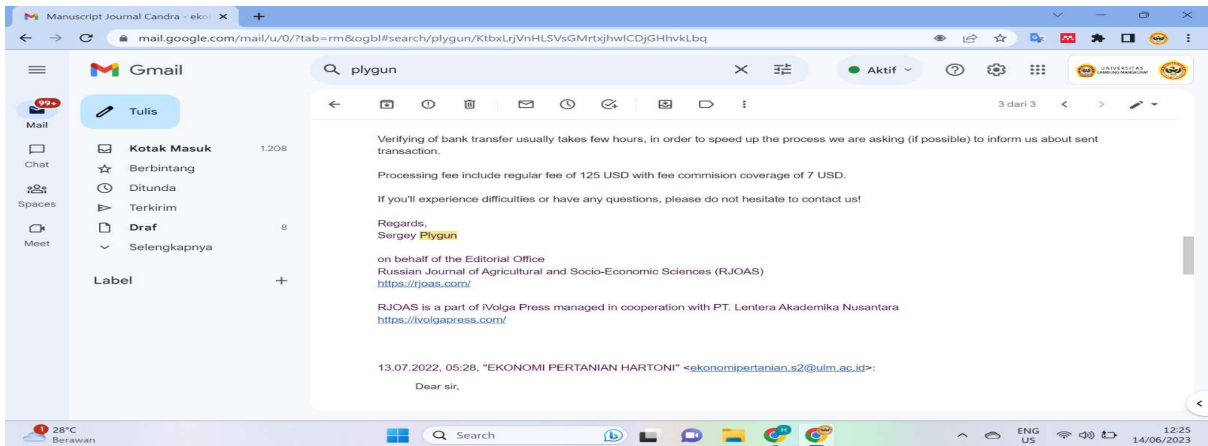 Manuscript Journal Candra - eko
mail.google.com/mail/u/0/?tab=rm&ogbl#search/plygun/KtbxLrjVnHLSVsGMrtxjhwlCDjGHhvkLbq
Gmail
plygun
Aktif
UNIVERSITAS
LAMBUNG MANGKURAT
99+
Mail
Chat
Spaces
Meet
Tulis
Kotak Masuk 1.208
Berbintang
Ditunda
Terkirim
Draf 8
Selengkapnya
Label
3 dari 3
Verifying of bank transfer usually takes few hours, in order to speed up the process we are asking (if possible) to inform us about sent
transaction.
Processing fee include regular fee of 125 USD with fee commision coverage of 7 USD.
If you'll experience difficulties or have any questions, please do not hesitate to contact us!
Regards,
Sergey Plygun
on behalf of the Editorial Office
Russian Journal of Agricultural and Socio-Economic Sciences (RJOAS)
https://rjoas.com/
RJOAS is a part of iVolga Press managed in cooperation with PT. Lentera Akademika Nusantara
https://ivolgapress.com/
13.07.2022, 05:28, "EKONOMI PERTANIAN HARTONI" <ekonomipertanian.s2@ulm.ac.id>:
Dear sir,
1
28°C
Berawan
Search
ENG
US
12:25
14/06/2023